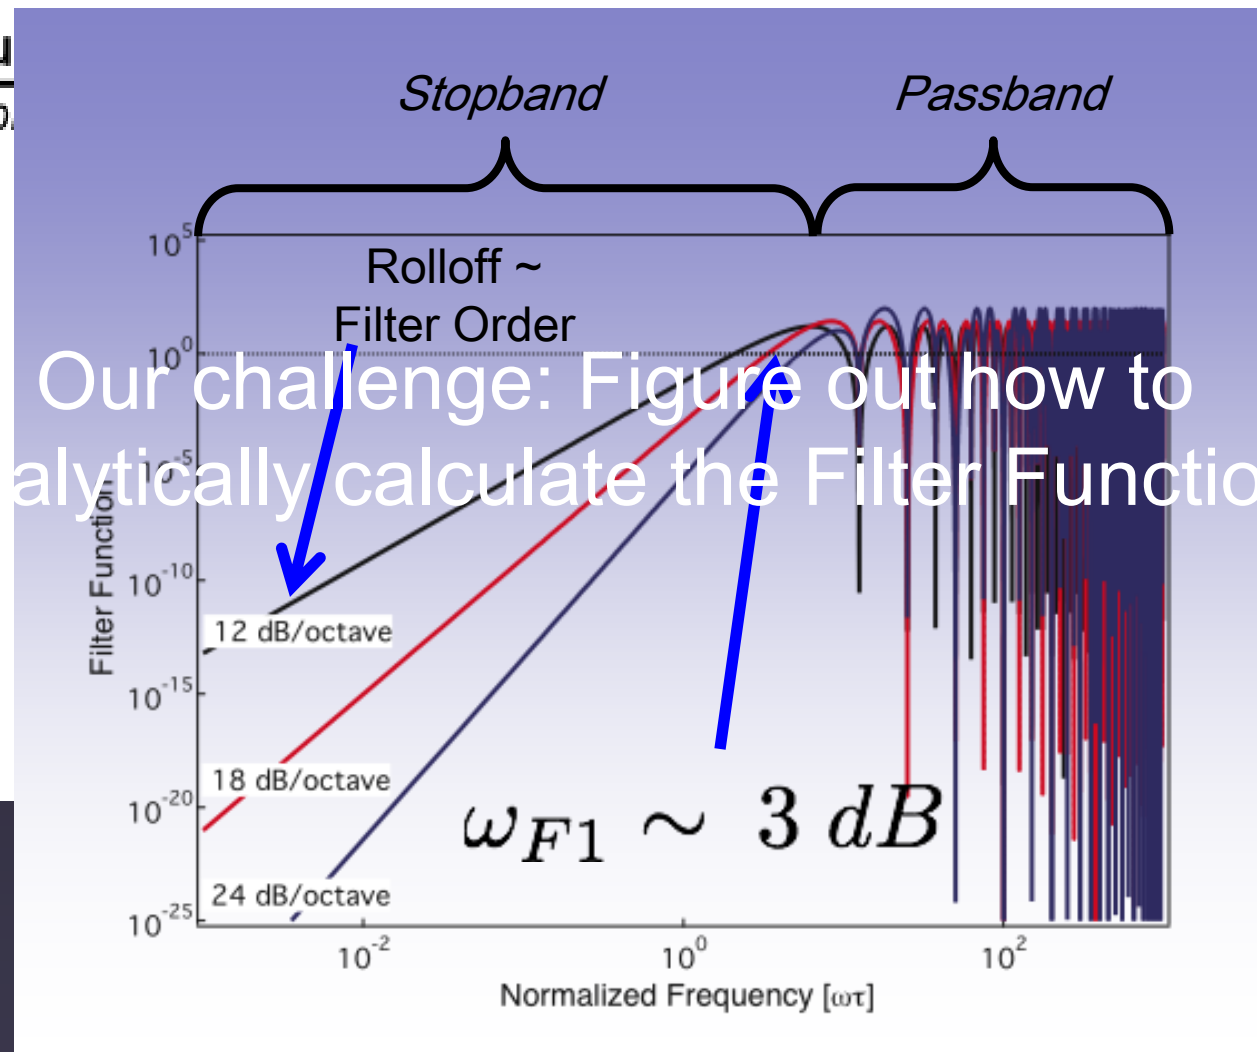 Stopband
Passband
10^5
Rolloff ~
Filter Order
10^0
Our challenge: Figure out how to
calculate the Filter
10^-5
Filter Function
10^-10
12 dB/octave
10^-15
18 dB/octave
10^-20
ω_F1 ~ 3 dB
24 dB/octave
10^-25
10^-2
10^0
10^2
Normalized Frequency [ωτ]